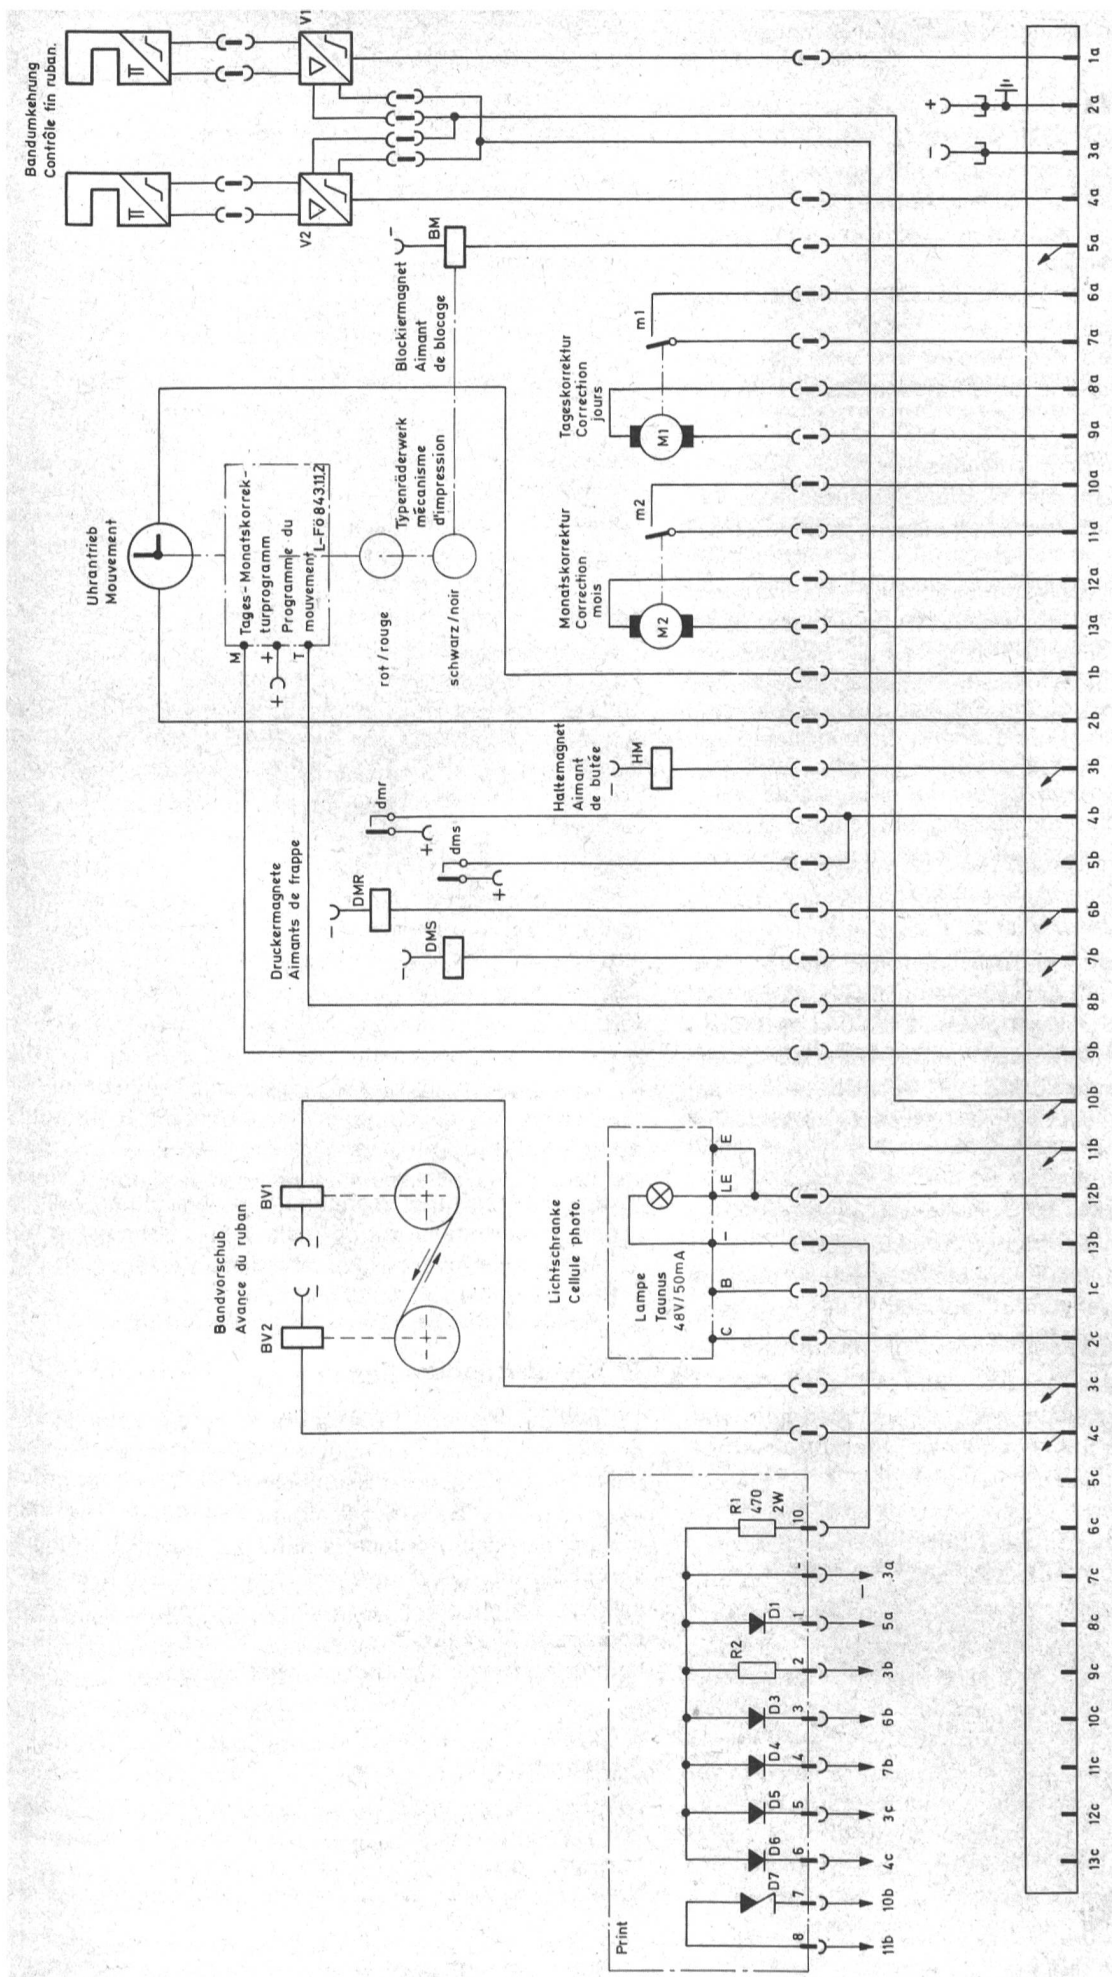 Bandumkehrung
Contrôle fin ruban.
V1
V2
Blockiermagnet
Aimant
de blocage
BM
−
Uhrantrieb
Mouvement
Tages-Monatskorrek-
turprogramm
Programme du
mouvement
L-Fö 843.11.2
M
+
T
+
Typenräderwerk
mécanisme
d'impression
rot / rouge
schwarz / noir
Tageskorrektur
Correction
jours
m1
M1
Monatskorrektur
Correction
mois
m2
M2
Haltemagnet
Aimant
de butée
HM
−
Druckermagnete
Aimants de frappe
dmr
+
dms
+
DMR
−
DMS
−
Bandvorschub
Avance du ruban
BV1
−
BV2
−
Lichtschranke
Cellule photo.
Lampe
Taunus
48V/50mA
E
LE
−
B
C
Print
R1
470
2W
10
-
D1
1
R2
2
D3
3
D4
4
D5
5
D6
6
D7
7
8
− 3a
5a
3b
6b
7b
3c
4c
10b
11b
+
−
1a
2a
3a
4a
5a
6a
7a
8a
9a
10a
11a
12a
13a
1b
2b
3b
4b
5b
6b
7b
8b
9b
10b
11b
12b
13b
1c
2c
3c
4c
5c
6c
7c
8c
9c
10c
11c
12c
13c